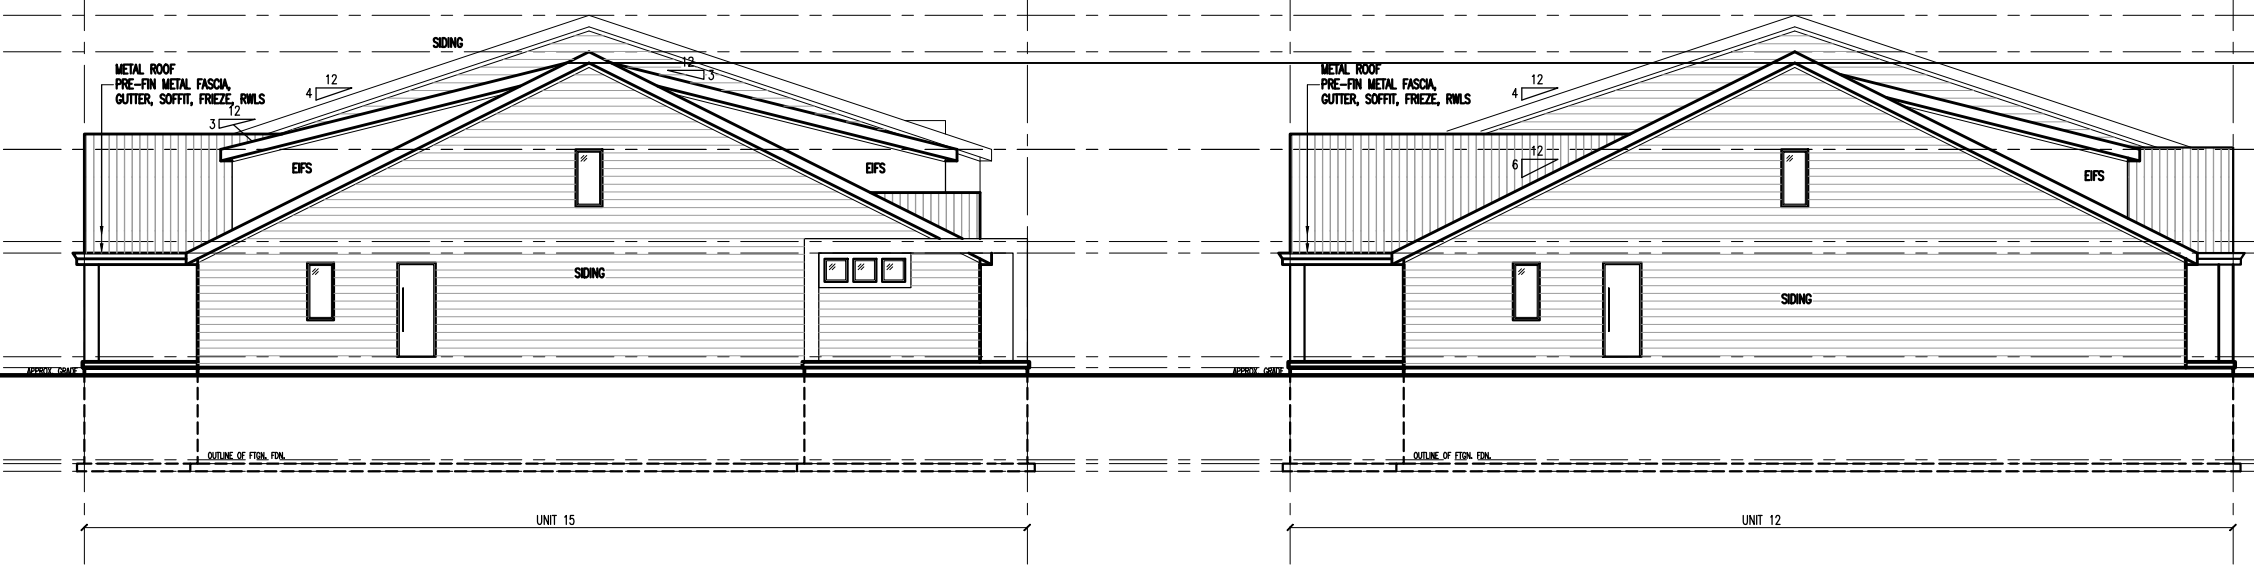 SIDING
METAL ROOF
PRE-FIN METAL FASCIA,
GUTTER, SOFFIT, FRIEZE, RWLS
12
4
12
3
12
3
EIFS
EIFS
SIDING
APPROX. GRADE
OUTLINE OF FTGN. FDN.
UNIT 15
METAL ROOF
PRE-FIN METAL FASCIA,
GUTTER, SOFFIT, FRIEZE, RWLS
12
4
12
6
EIFS
SIDING
APPROX. GRADE
OUTLINE OF FTGN. FDN.
UNIT 12